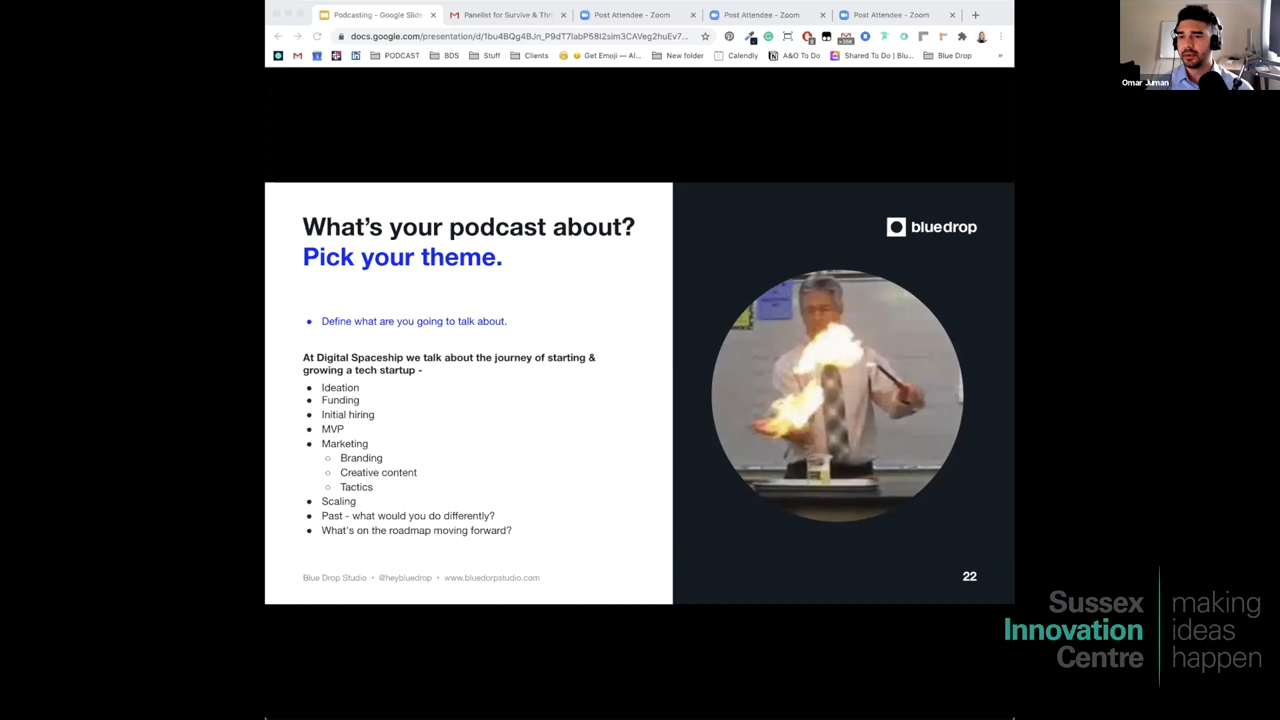 Podcasting - Google Slide
Panelist for Survive & Thr
Post Attendee - Zoom
Post Attendee - Zoom
Post Attendee - Zoom
docs.google.com/presentation/d/1bu4BQg4BJn_P9dT7labP58I2sim3CAVeg2huEv7...
PODCAST
BDS
Stuff
Clients
Get Emoji — Al...
New folder
Calendly
A&O To Do
Shared To Do | Blu...
Blue Drop
»
Omar Juman
What's your podcast about?
Pick your theme.
bluedrop
• Define what are you going to talk about.
At Digital Spaceship we talk about the journey of starting &
growing a tech startup -
• Ideation
• Funding
• Initial hiring
• MVP
• Marketing
○ Branding
○ Creative content
○ Tactics
• Scaling
• Past - what would you do differently?
• What's on the roadmap moving forward?
Blue Drop Studio • @heybluedrop • www.bluedorpstudio.com
22
Sussex
Innovation
Centre
making
ideas
happen